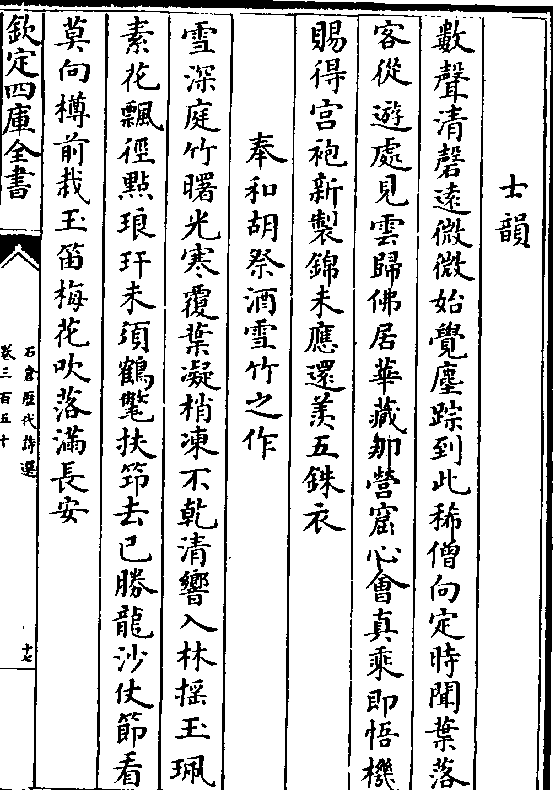 士韻
數聲清磬遠微微始覺塵踪到此稀僧向定時聞葉落
客從遊處見雲歸佛居華藏那營窟心會真乘即悟機
賜得宫袍新製錦未應還羡五銖衣
奉和胡祭酒雪竹之作
雪深庭竹曙光寒覆葉凝梢凍不乾清響入林摇玉珮
素花飄徑點琅玕未須鶴氅扶笻去已勝龍沙仗節看
莫向樽前裁玉笛梅花吹落滿長安
欽定四庫全書
石倉歷代詩選
卷三百五十
十七